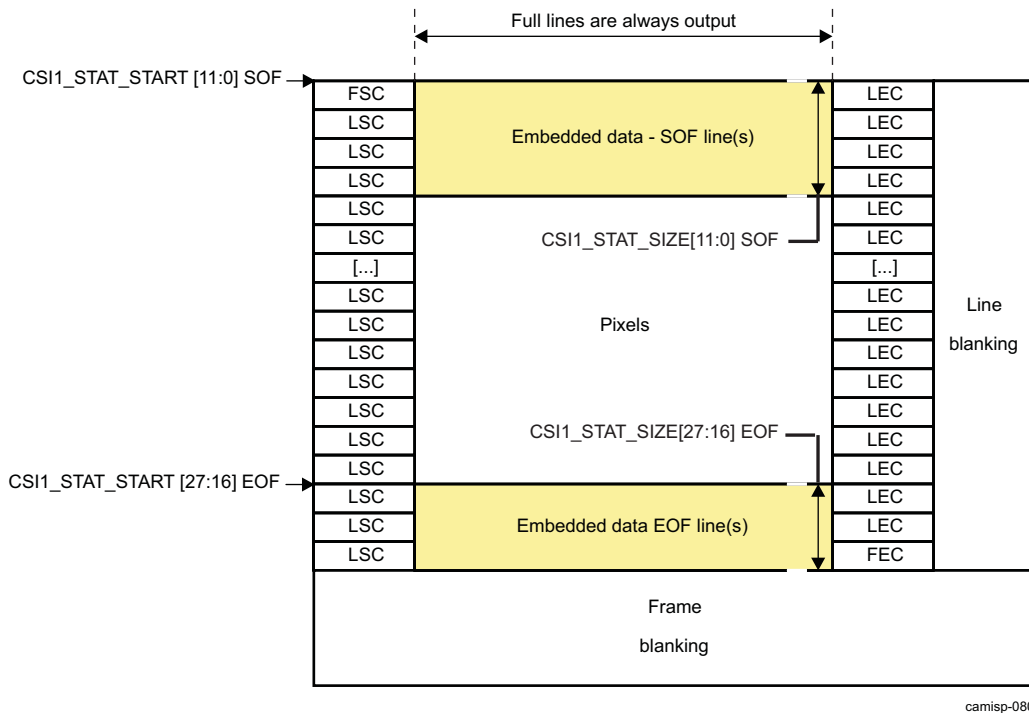 Full lines are always output
CSI1_STAT_START [11:0] SOF
FSC LEC
LSC LEC
Embedded data - SOF line(s)
LSC LEC
LSC LEC
LSC LEC
CSI1_STAT_SIZE[11:0] SOF
LSC LEC
[...] [...]
LSC LEC
Line
LSC Pixels LEC
blanking
LSC LEC
LSC LEC
LSC LEC
CSI1_STAT_SIZE[27:16] EOF
LSC LEC
LSC LEC
CSI1_STAT_START [27:16] EOF
LSC LEC
LSC Embedded data EOF line(s) LEC
LSC FEC
Frame
blanking